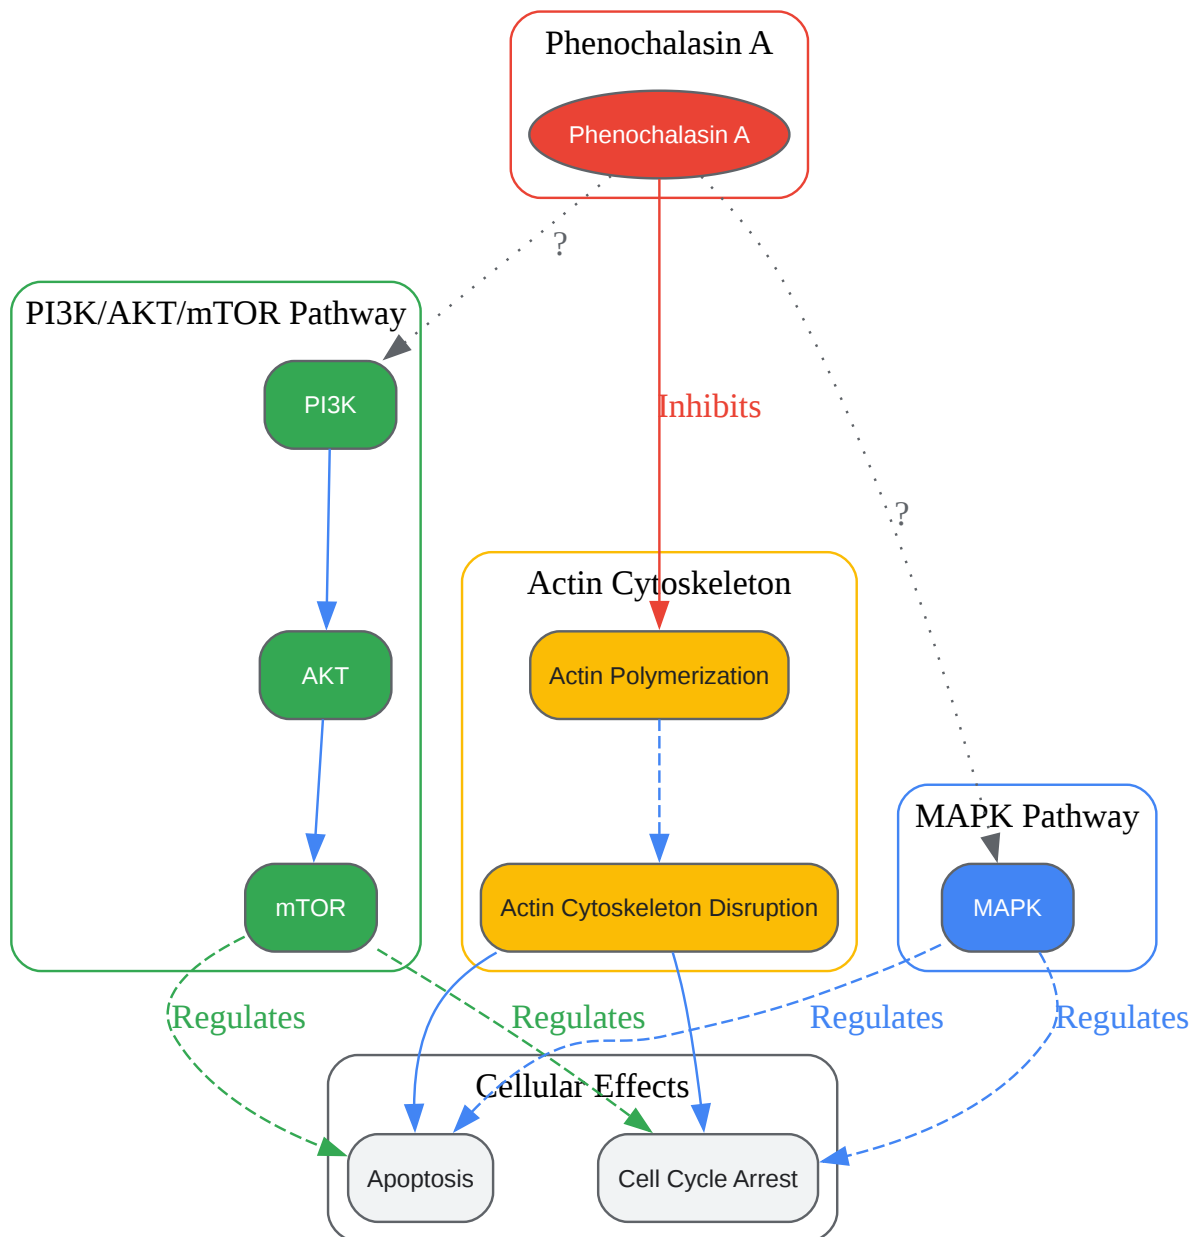 Phenochalasin A
Phenochalasin A
?
PI3K/AKT/mTOR Pathway
PI3K
Inhibits
?
Actin Cytoskeleton
AKT
Actin Polymerization
MAPK Pathway
mTOR
Actin Cytoskeleton Disruption
MAPK
Regulates
Regulates
Regulates
Regulates
Cellular Effects
Apoptosis
Cell Cycle Arrest